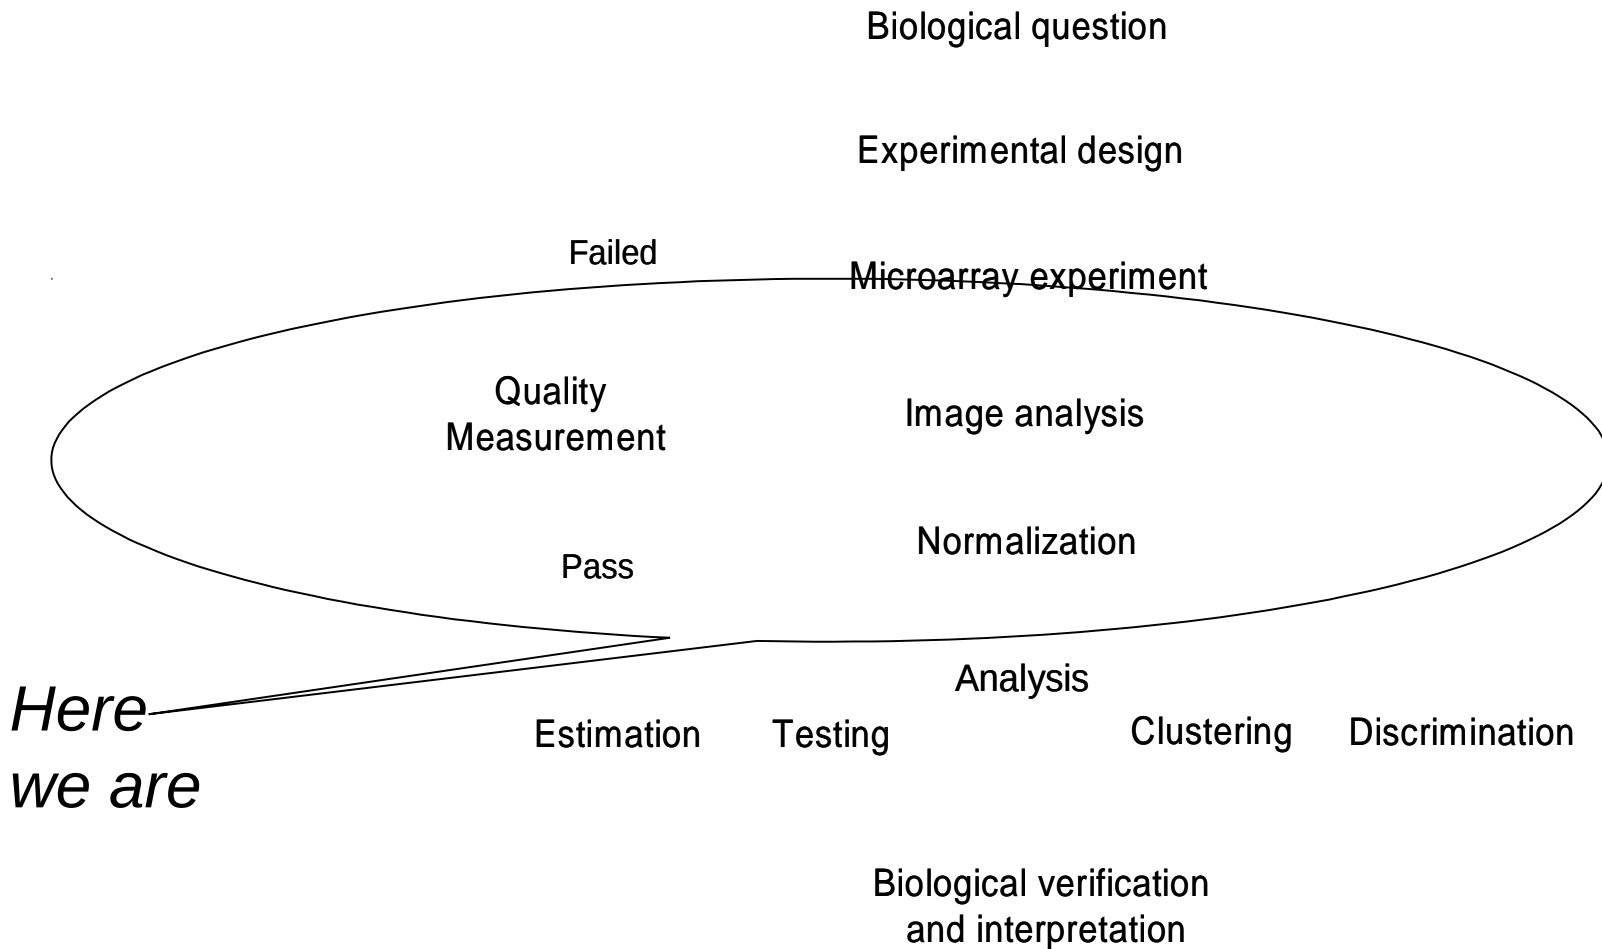 Biological question
Experimental design
Failed
Microarray experiment
Quality
Measurement
Image analysis
Normalization
Pass
Analysis
Here
we are
Estimation
Testing
Clustering
Discrimination
Biological verification
and interpretation